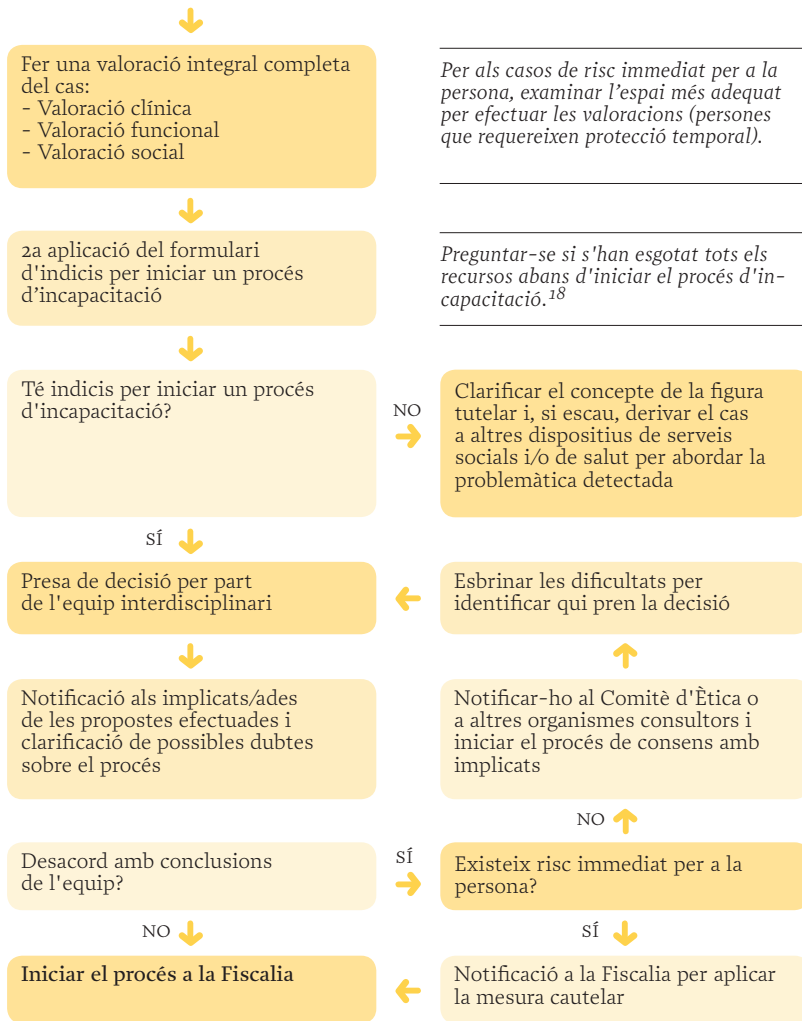 Fer una valoració integral completa
del cas:
- Valoració clínica
- Valoració funcional
- Valoració social
Per als casos de risc immediat per a la
persona, examinar l’espai més adequat
per efectuar les valoracions (persones
que requereixen protecció temporal).
2a aplicació del formulari
d'indicis per iniciar un procés
d’incapacitació
Preguntar-se si s'han esgotat tots els
recursos abans d'iniciar el procés d'in-
capacitació.18
Té indicis per iniciar un procés
d'incapacitació?
NO
Clarificar el concepte de la figura
tutelar i, si escau, derivar el cas
a altres dispositius de serveis
socials i/o de salut per abordar la
problemàtica detectada
SÍ
Presa de decisió per part
de l'equip interdisciplinari
Esbrinar les dificultats per
identificar qui pren la decisió
Notificació als implicats/ades
de les propostes efectuades i
clarificació de possibles dubtes
sobre el procés
Notificar-ho al Comitè d'Ètica o
a altres organismes consultors i
iniciar el procés de consens amb
implicats
NO
Desacord amb conclusions
de l'equip?
SÍ
Existeix risc immediat per a la
persona?
NO
SÍ
Iniciar el procés a la Fiscalia
Notificació a la Fiscalia per aplicar
la mesura cautelar